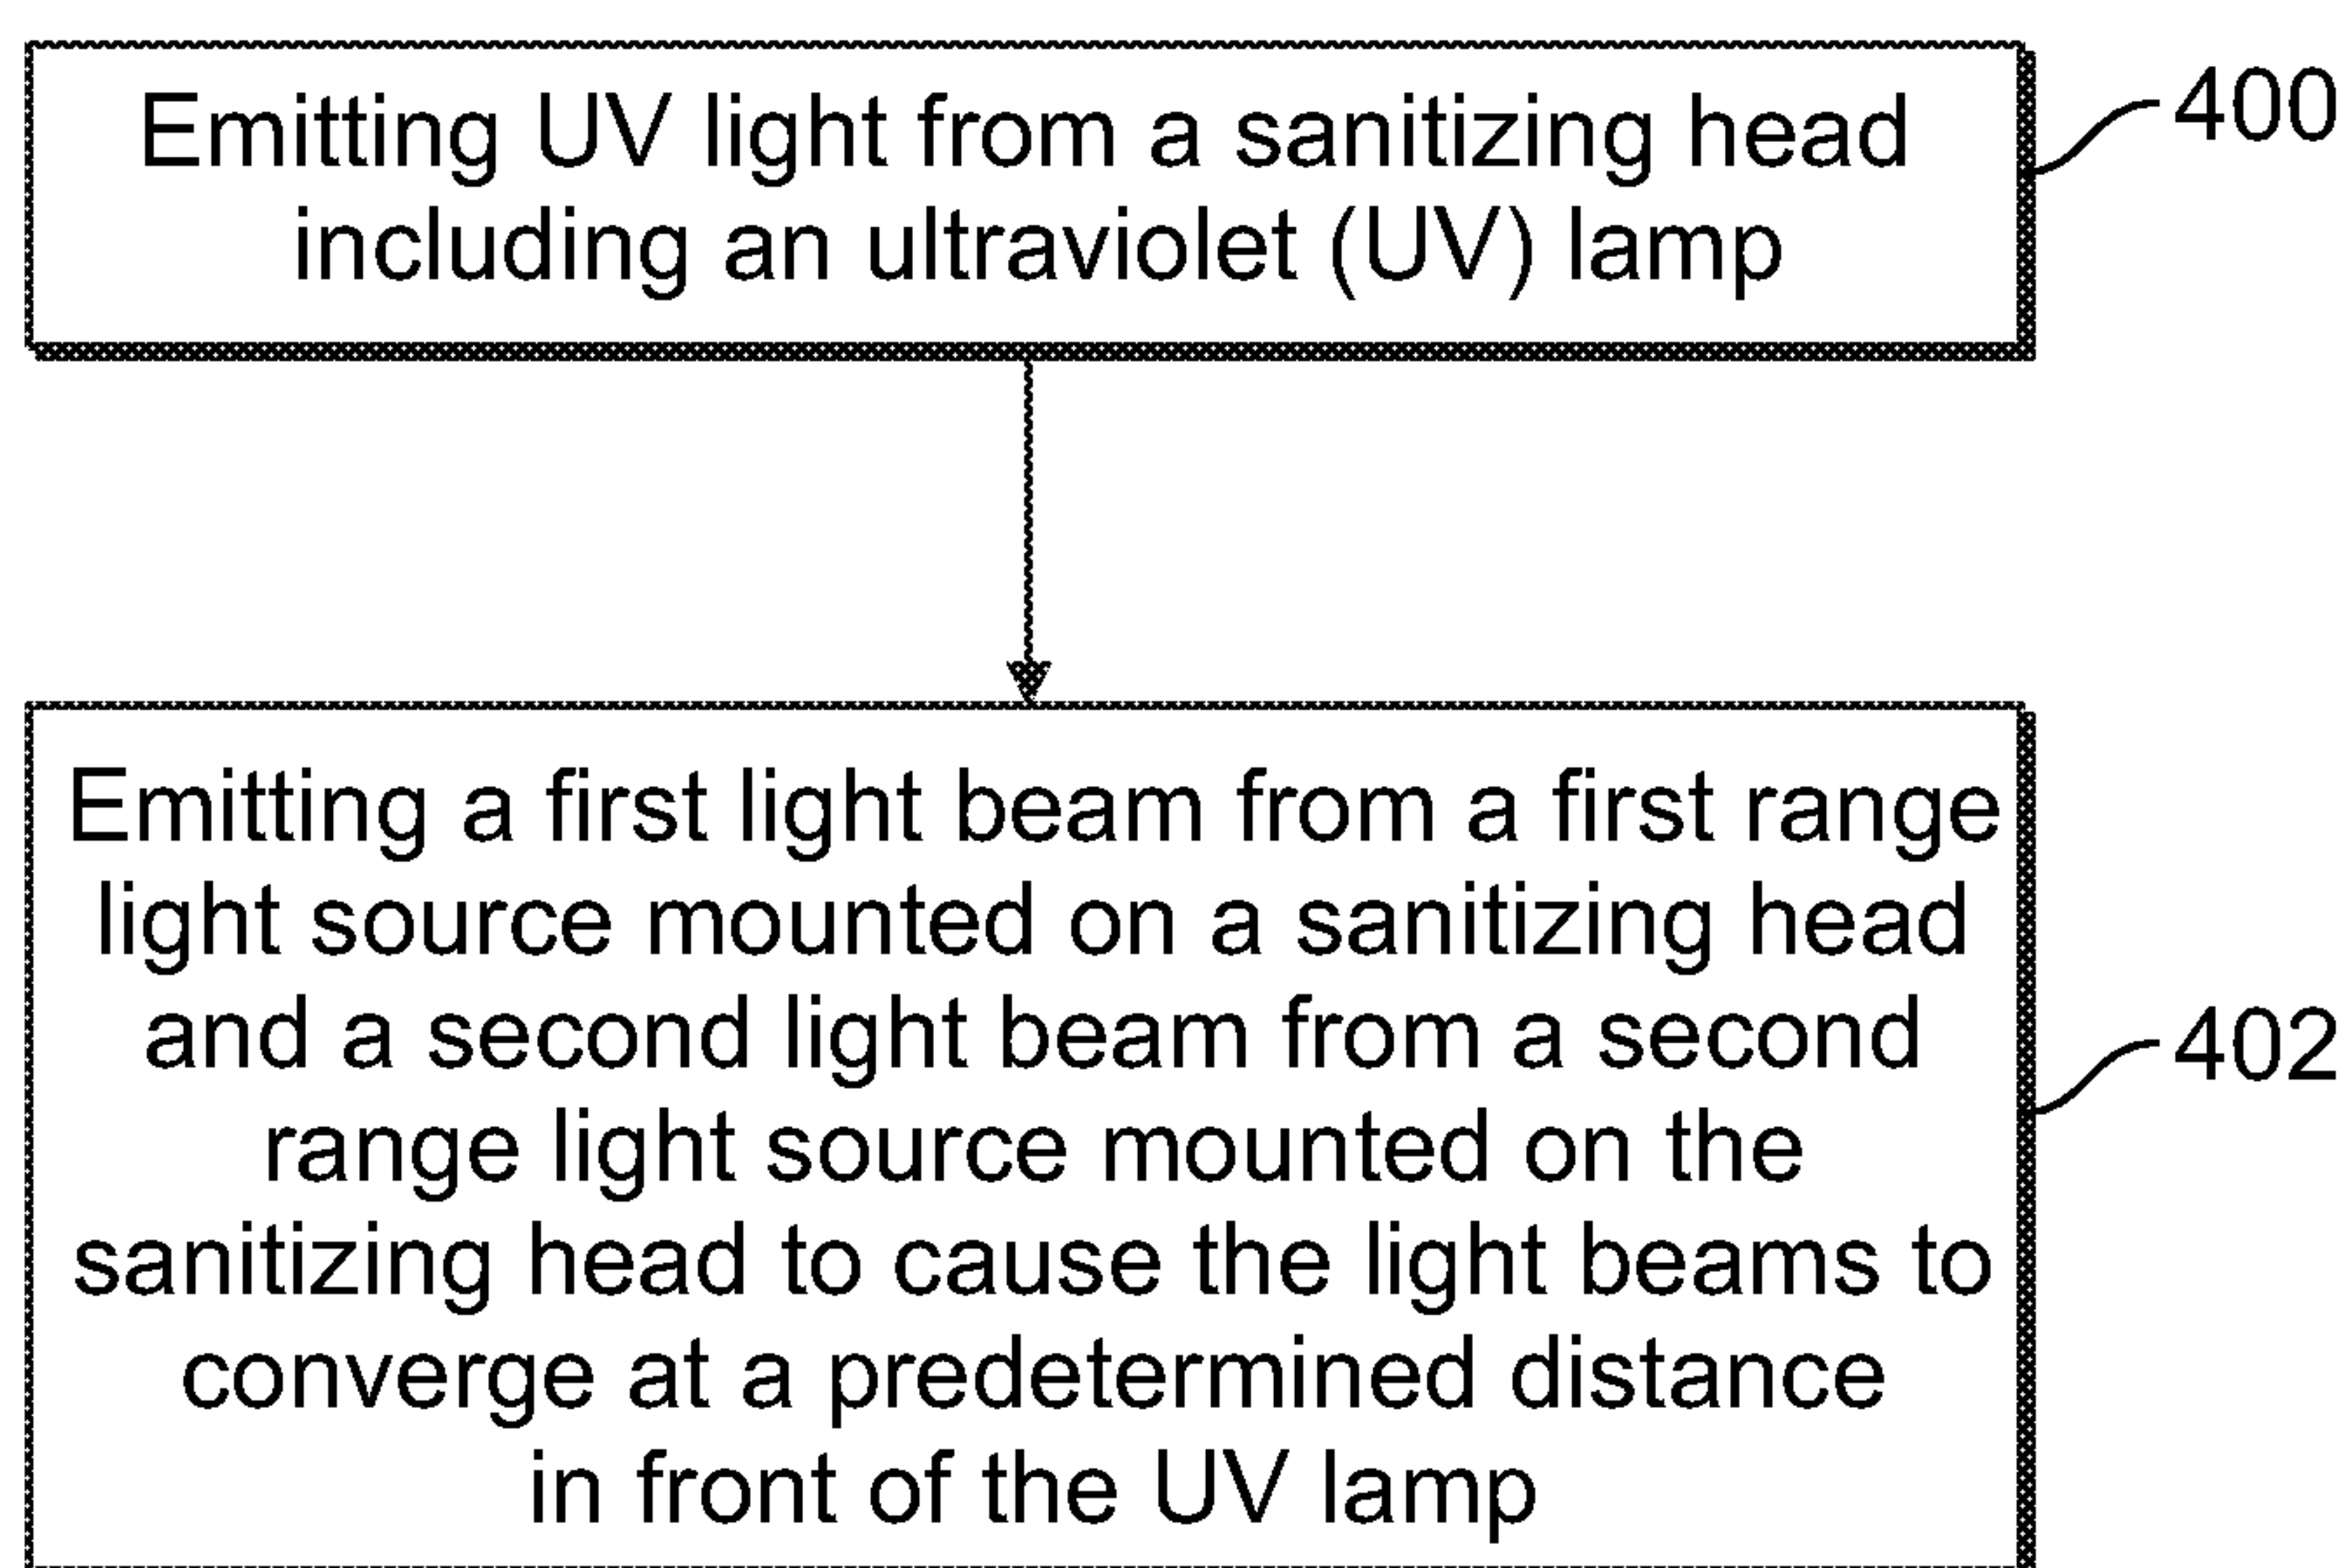 Emitting UV light from a sanitizing head
including an ultraviolet (UV) lamp
400
Emitting a first light beam from a first range
light source mounted on a sanitizing head
and a second light beam from a second
range light source mounted on the
sanitizing head to cause the light beams to
converge at a predetermined distance
in front of the UV lamp
402